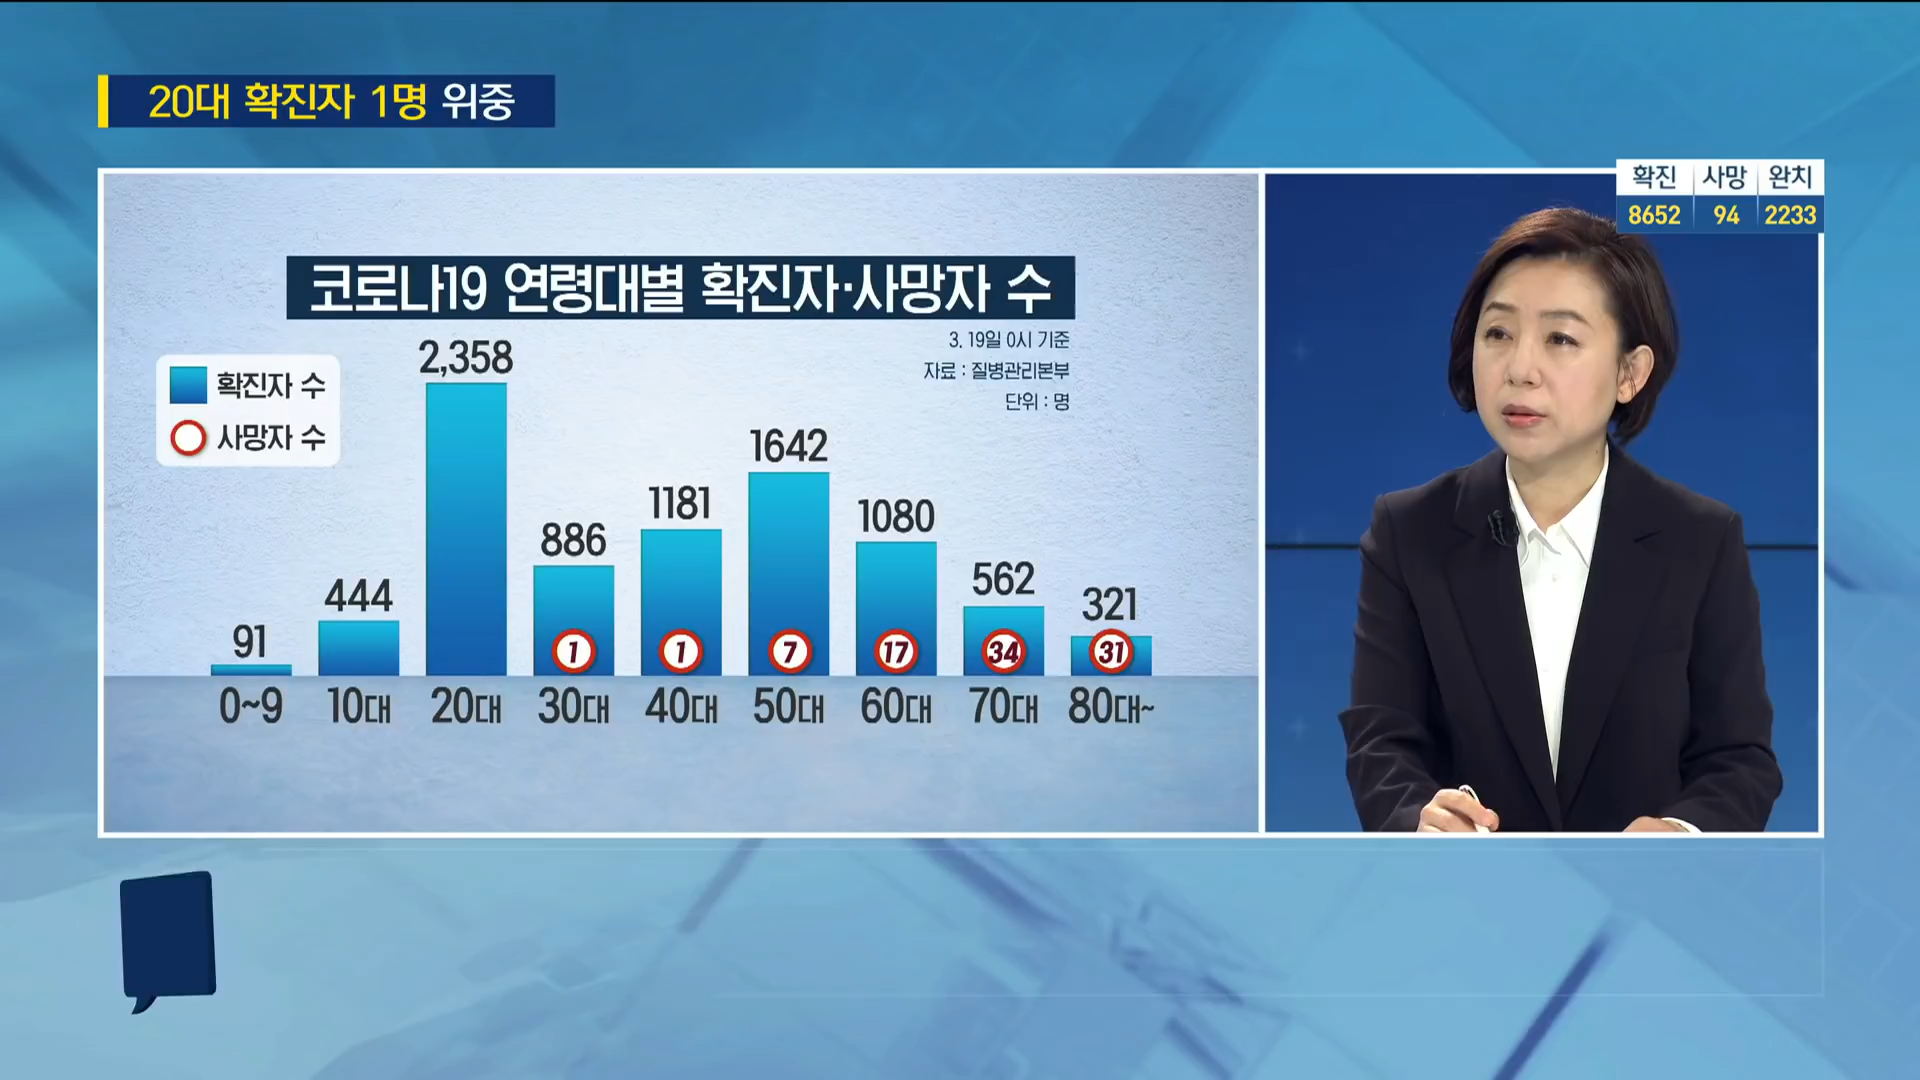 20대 확진자 1명 위중
확진 사망 완치
8652 94 2233
코로나19 연령대별 확진자·사망자 수
3. 19일 0시 기준
자료 : 질병관리본부
단위 : 명
확진자 수
사망자 수
91 444 2,358 886 1181 1642 1080 562 321
1 1 7 17 34 31
0~9 10대 20대 30대 40대 50대 60대 70대 80대~